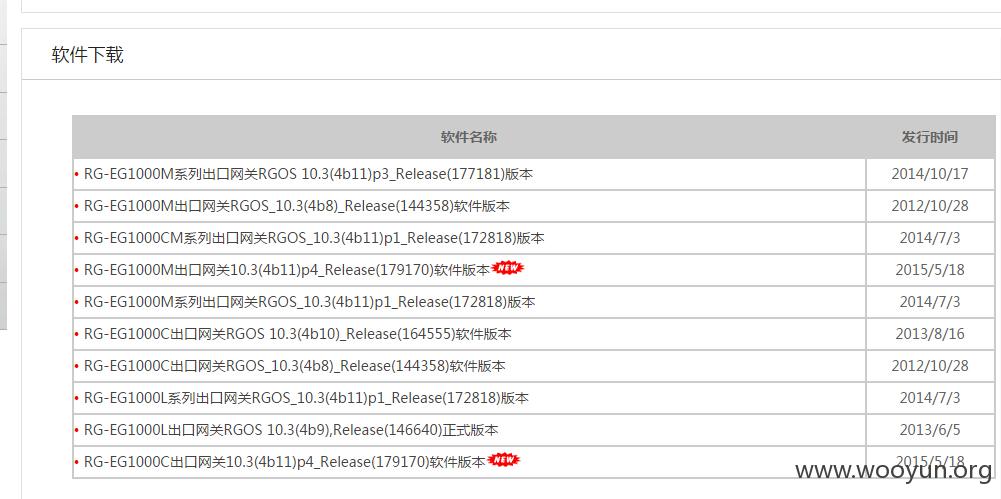 软件下载
软件名称 发行时间
• RG-EG1000M系列出口网关RGOS 10.3(4b11)p3_Release(177181)版本 2014/10/17
• RG-EG1000M出口网关RGOS_10.3(4b8)_Release(144358)软件版本 2012/10/28
• RG-EG1000CM系列出口网关RGOS_10.3(4b11)p1_Release(172818)版本 2014/7/3
• RG-EG1000M出口网关10.3(4b11)p4_Release(179170)软件版本 NEW 2015/5/18
• RG-EG1000M系列出口网关RGOS_10.3(4b11)p1_Release(172818)版本 2014/7/3
• RG-EG1000C出口网关RGOS 10.3(4b10)_Release(164555)软件版本 2013/8/16
• RG-EG1000C出口网关RGOS_10.3(4b8)_Release(144358)软件版本 2012/10/28
• RG-EG1000L系列出口网关RGOS_10.3(4b11)p1_Release(172818)版本 2014/7/3
• RG-EG1000L出口网关RGOS 10.3(4b9),Release(146640)正式版本 2013/6/5
• RG-EG1000C出口网关10.3(4b11)p4_Release(179170)软件版本 NEW 2015/5/18
www.wooyun.org